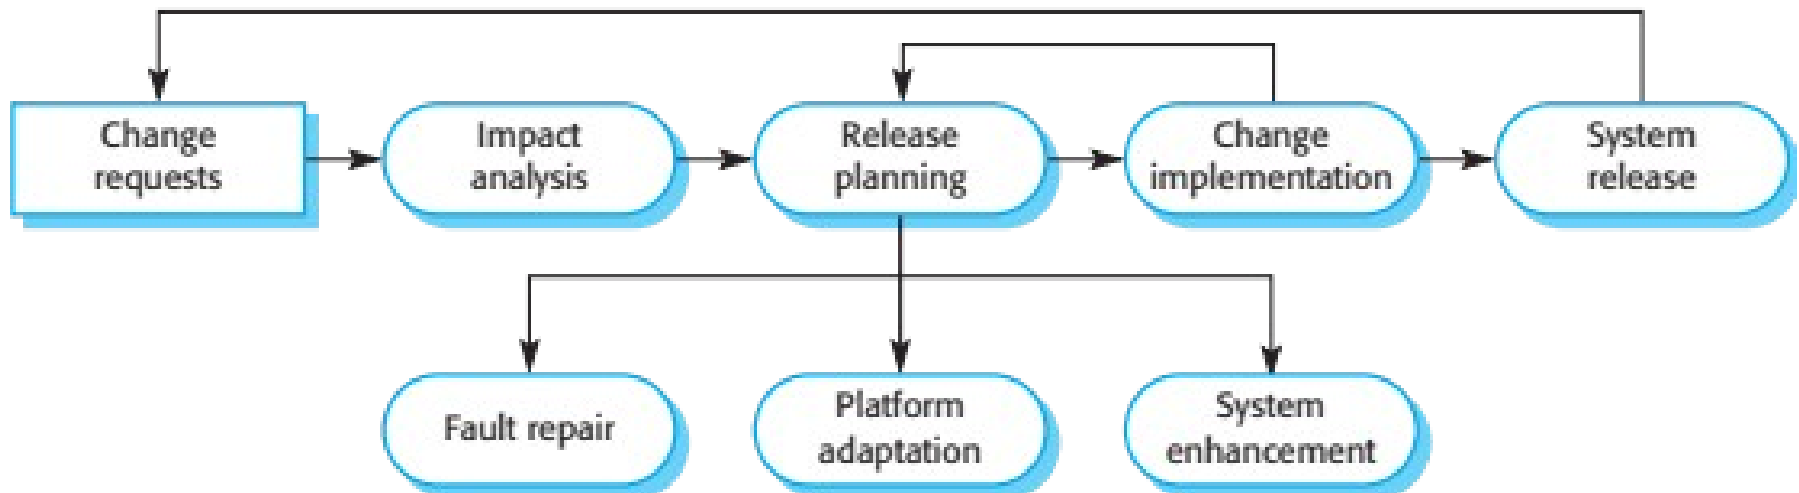 Change
requests
Impact
analysis
Release
planning
Change
implementation
System
release
Fault repair
Platform
adaptation
System
enhancement